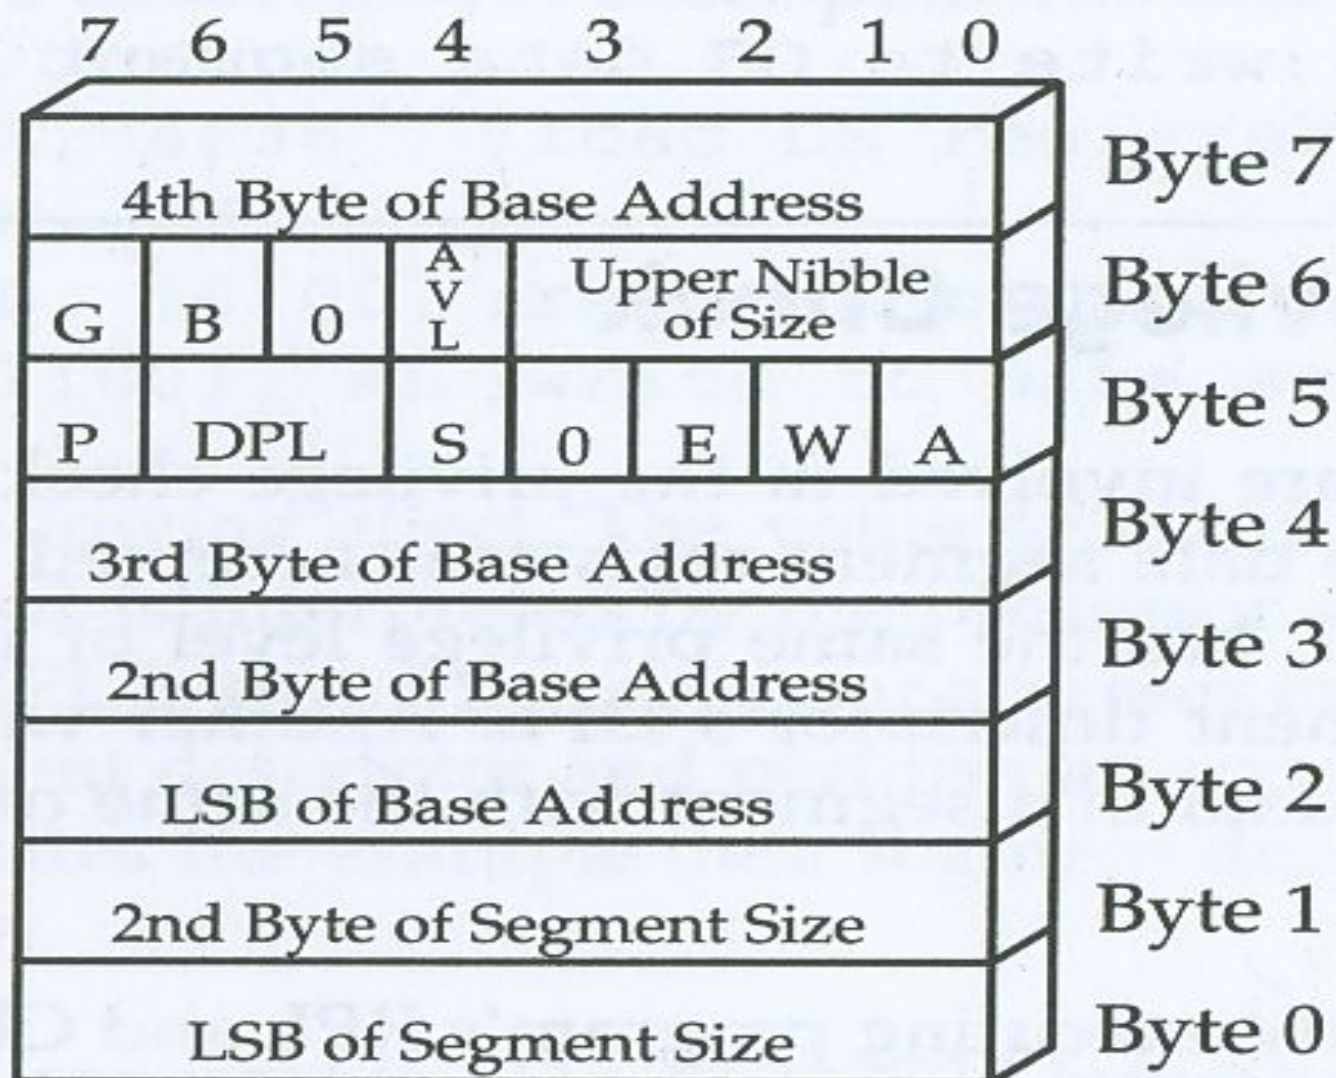 7 6 5 4 3 2 1 0
4th Byte of Base Address
Byte 7
G B 0 AVL Upper Nibble
of Size
Byte 6
P DPL S 0 E W A
Byte 5
3rd Byte of Base Address
Byte 4
2nd Byte of Base Address
Byte 3
LSB of Base Address
Byte 2
2nd Byte of Segment Size
Byte 1
LSB of Segment Size
Byte 0